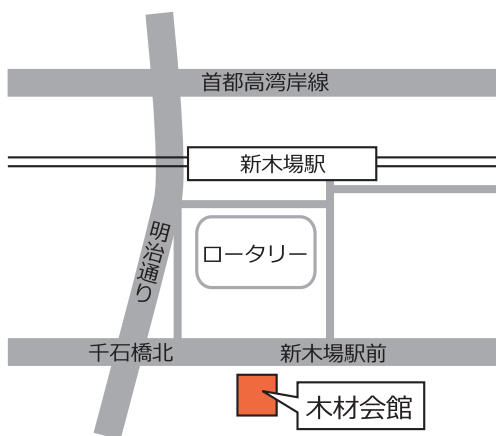 首都高湾岸線
新木場駅
明治通り
ロータリー
千石橋北
新木場駅前
木材会館